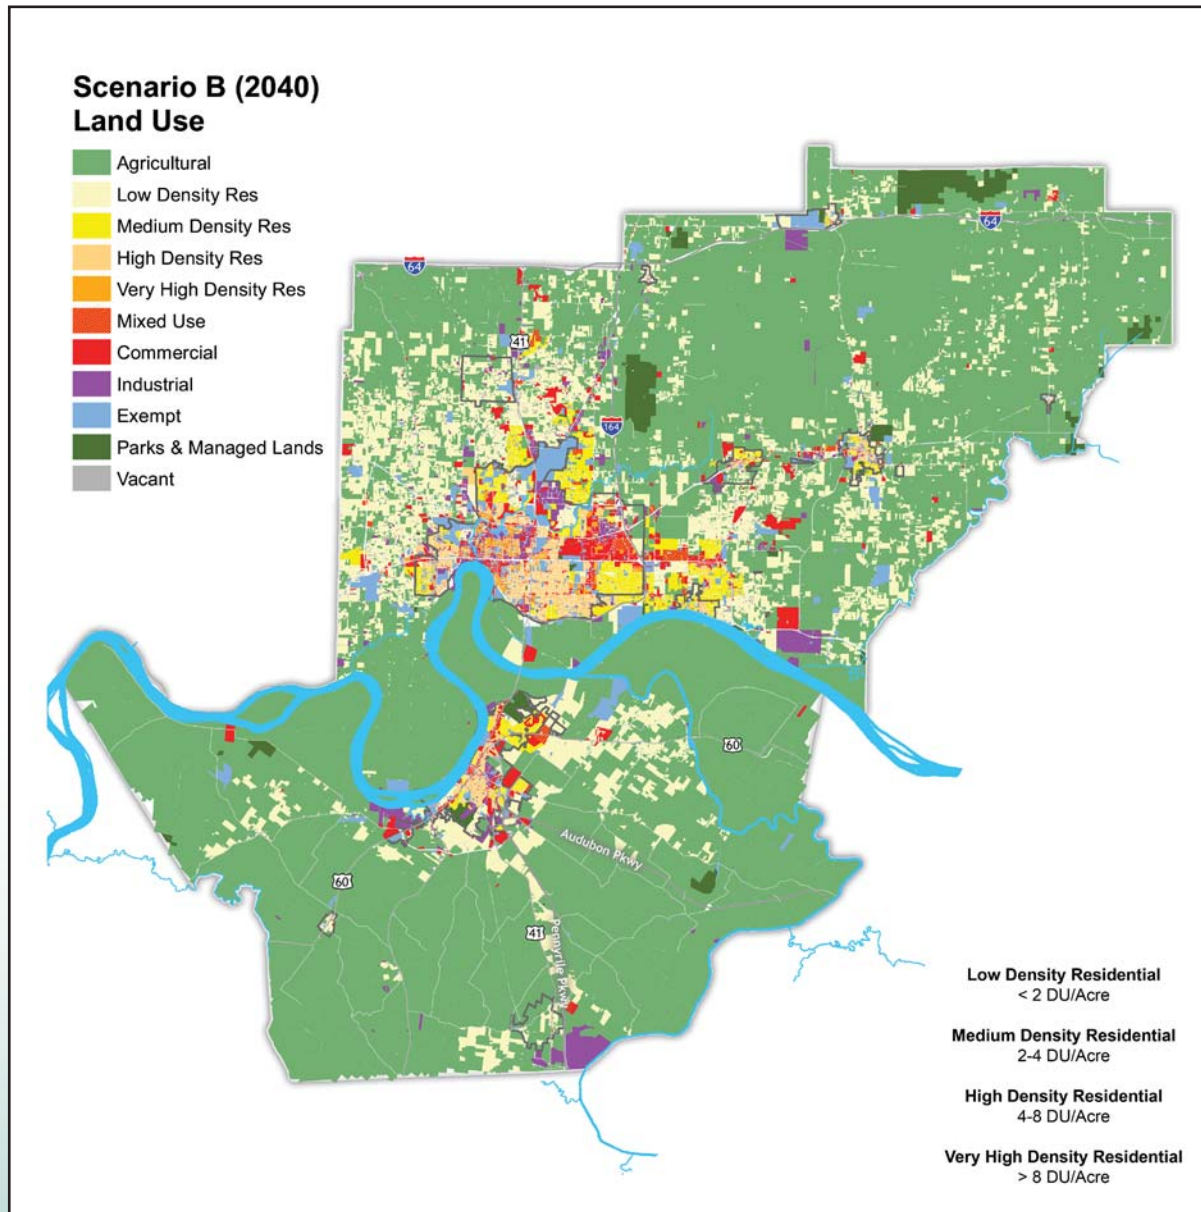 Scenario B (2040)
Land Use
Agricultural
Low Density Res
Medium Density Res
High Density Res
Very High Density Res
Mixed Use
Commercial
Industrial
Exempt
Parks & Managed Lands
Vacant
64
64
41
164
60
Audubon Pkwy
60
41
Pennyrile Pkwy
Low Density Residential
< 2 DU/Acre
Medium Density Residential
2-4 DU/Acre
High Density Residential
4-8 DU/Acre
Very High Density Residential
> 8 DU/Acre